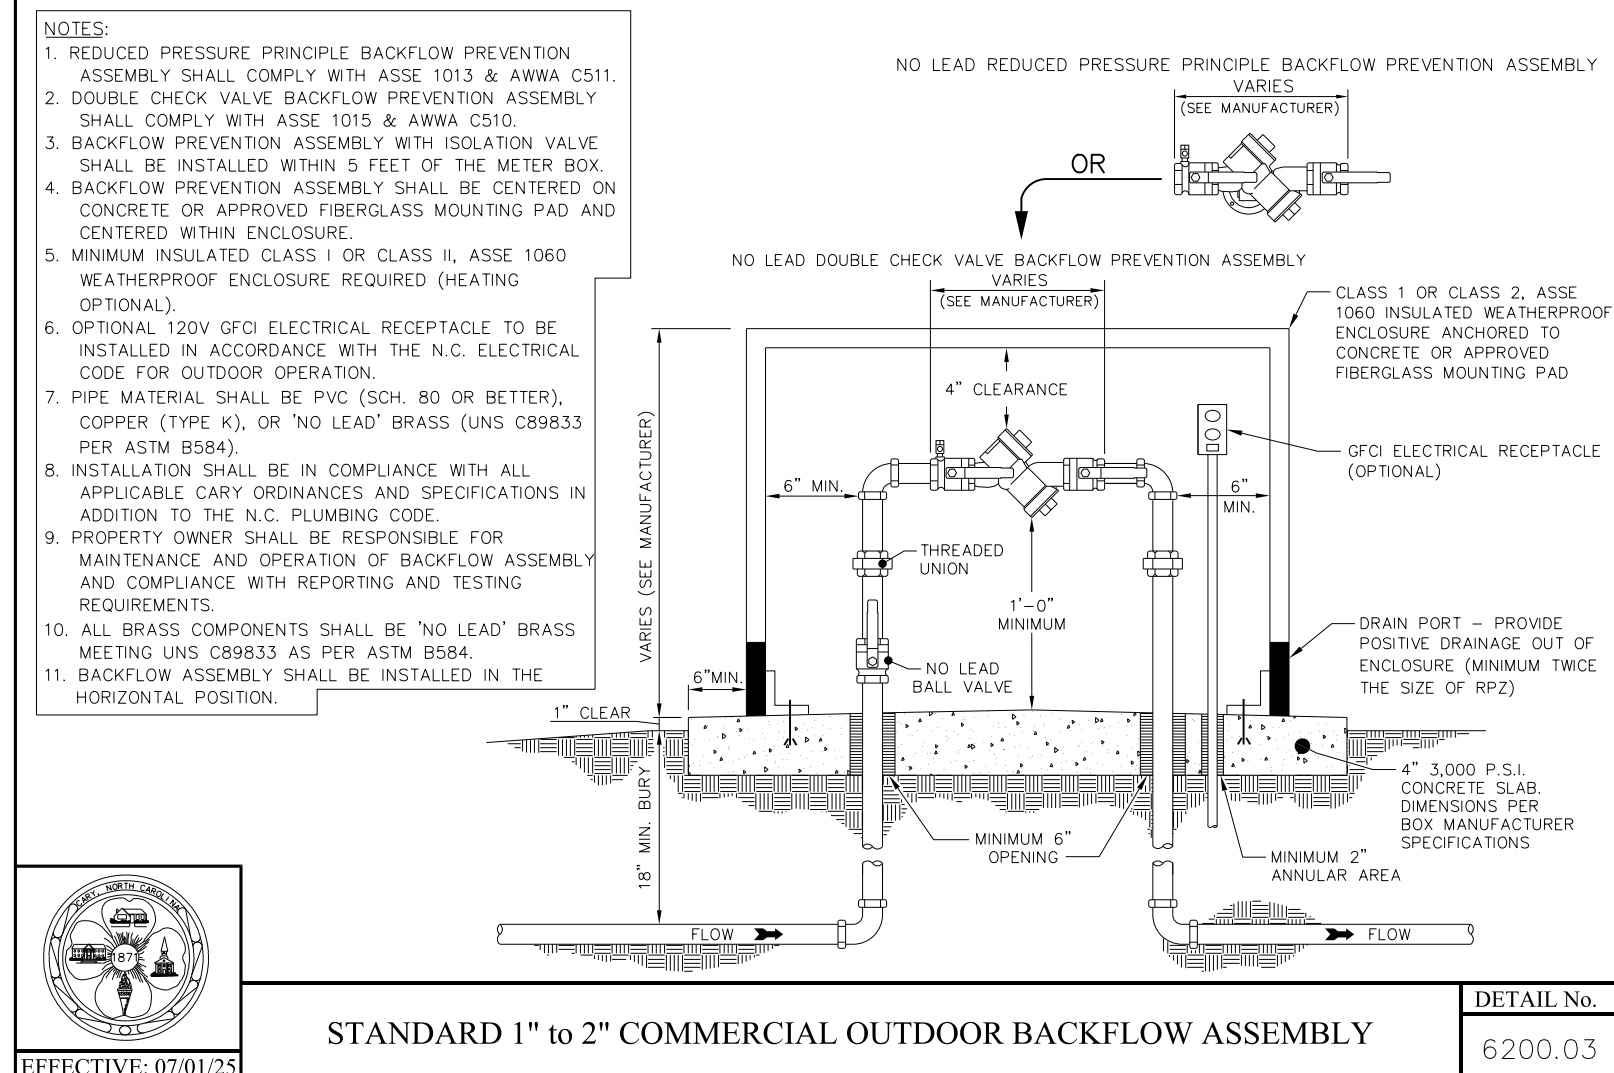 NOTES:
1. REDUCED PRESSURE PRINCIPLE BACKFLOW PREVENTION
ASSEMBLY SHALL COMPLY WITH ASSE 1013 & AWWA C511.
2. DOUBLE CHECK VALVE BACKFLOW PREVENTION ASSEMBLY
SHALL COMPLY WITH ASSE 1015 & AWWA C510.
3. BACKFLOW PREVENTION ASSEMBLY WITH ISOLATION VALVE
SHALL BE INSTALLED WITHIN 5 FEET OF THE METER BOX.
4. BACKFLOW PREVENTION ASSEMBLY SHALL BE CENTERED ON
CONCRETE OR APPROVED FIBERGLASS MOUNTING PAD AND
CENTERED WITHIN ENCLOSURE.
5. MINIMUM INSULATED CLASS I OR CLASS II, ASSE 1060
WEATHERPROOF ENCLOSURE REQUIRED (HEATING
OPTIONAL).
6. OPTIONAL 120V GFCI ELECTRICAL RECEPTACLE TO BE
INSTALLED IN ACCORDANCE WITH THE N.C. ELECTRICAL
CODE FOR OUTDOOR OPERATION.
7. PIPE MATERIAL SHALL BE PVC (SCH. 80 OR BETTER),
COPPER (TYPE K), OR 'NO LEAD' BRASS (UNS C89833
PER ASTM B584).
8. INSTALLATION SHALL BE IN COMPLIANCE WITH ALL
APPLICABLE CARY ORDINANCES AND SPECIFICATIONS IN
ADDITION TO THE N.C. PLUMBING CODE.
9. PROPERTY OWNER SHALL BE RESPONSIBLE FOR
MAINTENANCE AND OPERATION OF BACKFLOW ASSEMBLY
AND COMPLIANCE WITH REPORTING AND TESTING
REQUIREMENTS.
10. ALL BRASS COMPONENTS SHALL BE 'NO LEAD' BRASS
MEETING UNS C89833 AS PER ASTM B584.
11. BACKFLOW ASSEMBLY SHALL BE INSTALLED IN THE
HORIZONTAL POSITION.
NO LEAD REDUCED PRESSURE PRINCIPLE BACKFLOW PREVENTION ASSEMBLY
VARIES
(SEE MANUFACTURER)
OR
NO LEAD DOUBLE CHECK VALVE BACKFLOW PREVENTION ASSEMBLY
VARIES
(SEE MANUFACTURER)
CLASS 1 OR CLASS 2, ASSE
1060 INSULATED WEATHERPROOF
ENCLOSURE ANCHORED TO
CONCRETE OR APPROVED
FIBERGLASS MOUNTING PAD
4” CLEARANCE
VARIES (SEE MANUFACTURER)
GFCI ELECTRICAL RECEPTACLE
(OPTIONAL)
6” MIN.
6”
MIN.
THREADED
UNION
1’-0”
MINIMUM
DRAIN PORT – PROVIDE
POSITIVE DRAINAGE OUT OF
ENCLOSURE (MINIMUM TWICE
THE SIZE OF RPZ)
NO LEAD
BALL VALVE
6”MIN.
1” CLEAR
18” MIN. BURY
4” 3,000 P.S.I.
CONCRETE SLAB.
DIMENSIONS PER
BOX MANUFACTURER
SPECIFICATIONS
MINIMUM 6”
OPENING
MINIMUM 2”
ANNULAR AREA
FLOW
FLOW
CARY, NORTH CAROLINA
1871
EFFECTIVE: 07/01/25
STANDARD 1" to 2" COMMERCIAL OUTDOOR BACKFLOW ASSEMBLY
DETAIL No.
6200.03